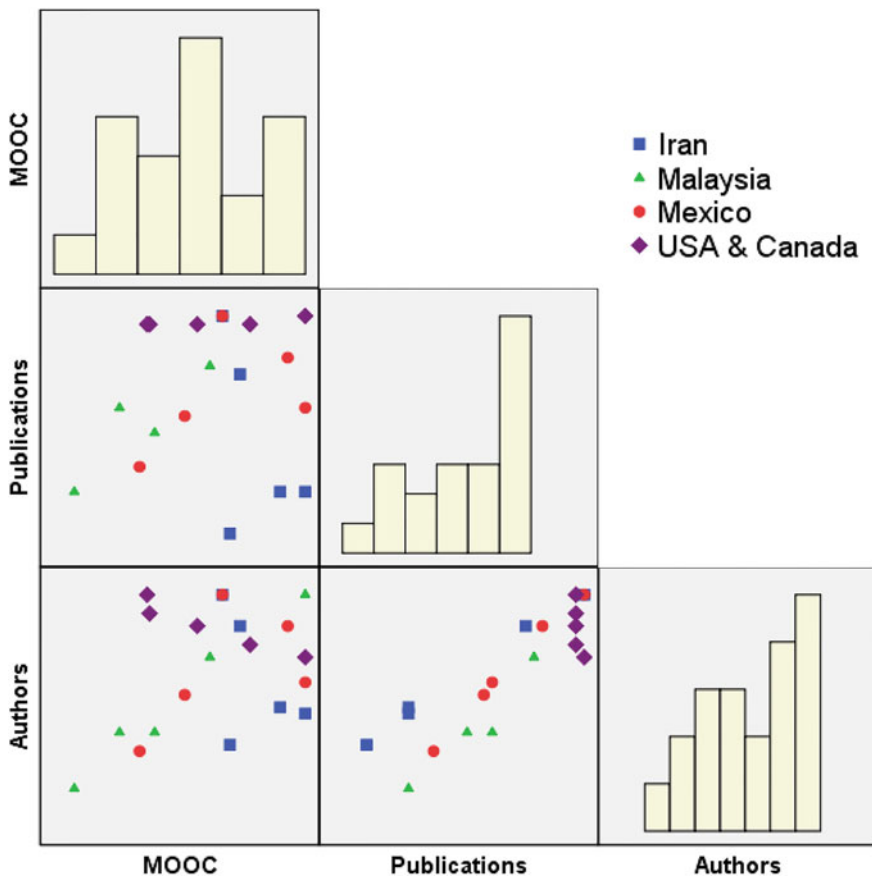 MOOC
Iran
Malaysia
Mexico
USA & Canada
Publications
Authors
MOOC
Publications
Authors